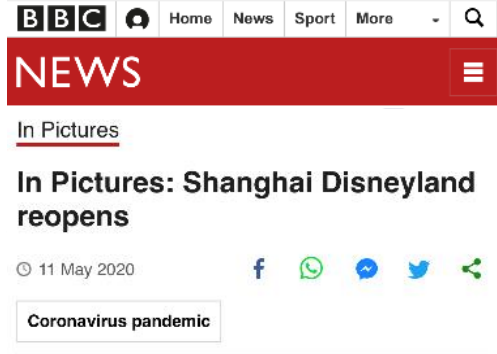 BBC Home News Sport More
NEWS
In Pictures
In Pictures: Shanghai Disneyland
reopens
11 May 2020
Coronavirus pandemic